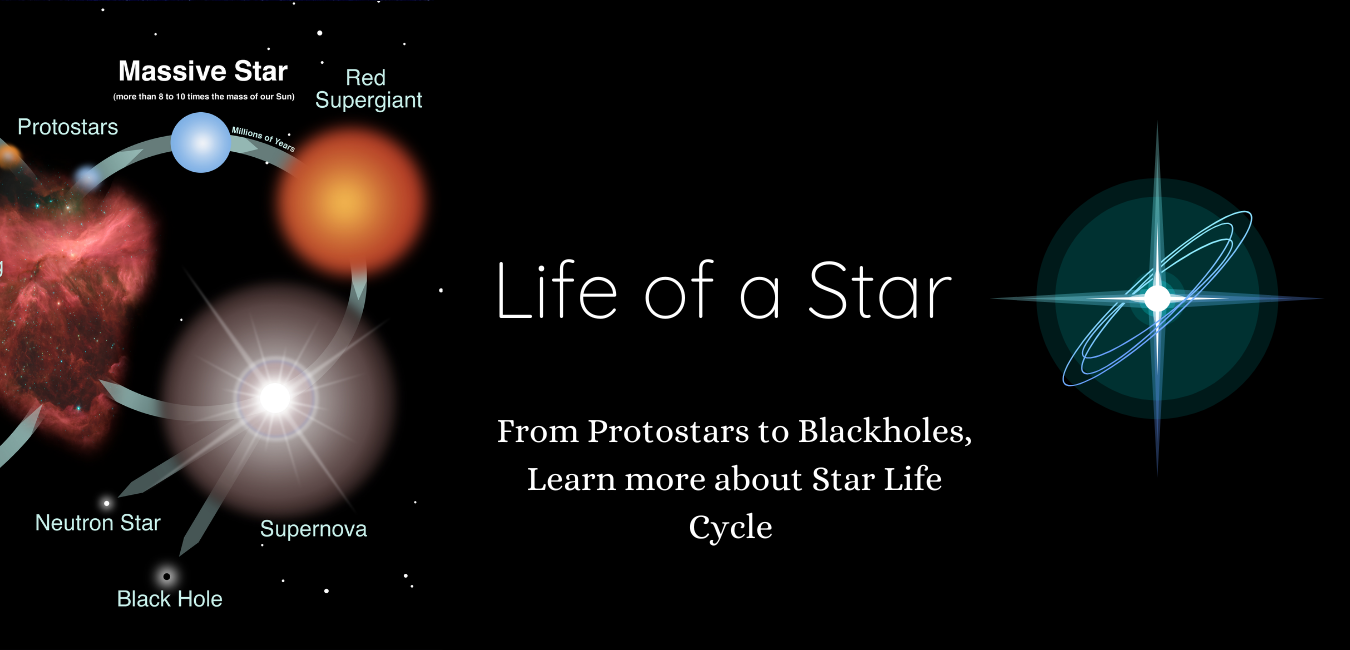 Massive Star
(more than 8 to 10 times the mass of our Sun)
Red
Supergiant
Protostars
Millions of Years
Life of a Star
From Protostars to Blackholes,
Learn more about Star Life
Cycle
Neutron Star
Supernova
Black Hole